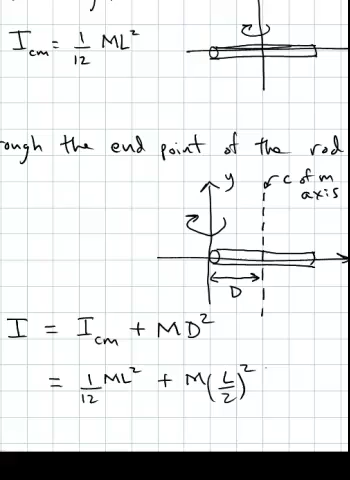 I_cm = 1/12 ML²
rough the end point of the rod
y
c of m
axis
D
I = I_cm + MD²
= 1/12 ML² + M(L/2)²